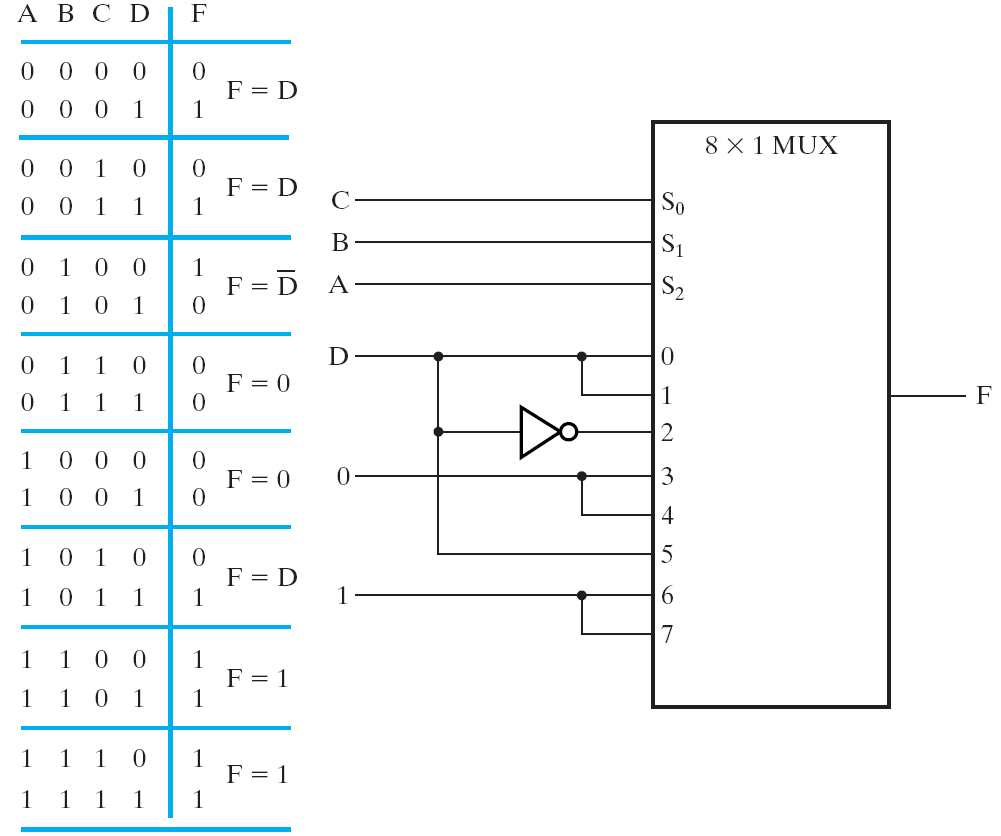 A B C D F
0 0 0 0 0
F = D
0 0 0 1 1
0 0 1 0 0
F = D
0 0 1 1 1
0 1 0 0 1
F = D̅
0 1 0 1 0
0 1 1 0 0
F = 0
0 1 1 1 0
1 0 0 0 0
F = 0
1 0 0 1 0
1 0 1 0 0
F = D
1 0 1 1 1
1 1 0 0 1
F = 1
1 1 0 1 1
1 1 1 0 1
F = 1
1 1 1 1 1
8 × 1 MUX
C S₀
B S₁
A S₂
D 0
1
2
0 3
4
5
1 6
7
F